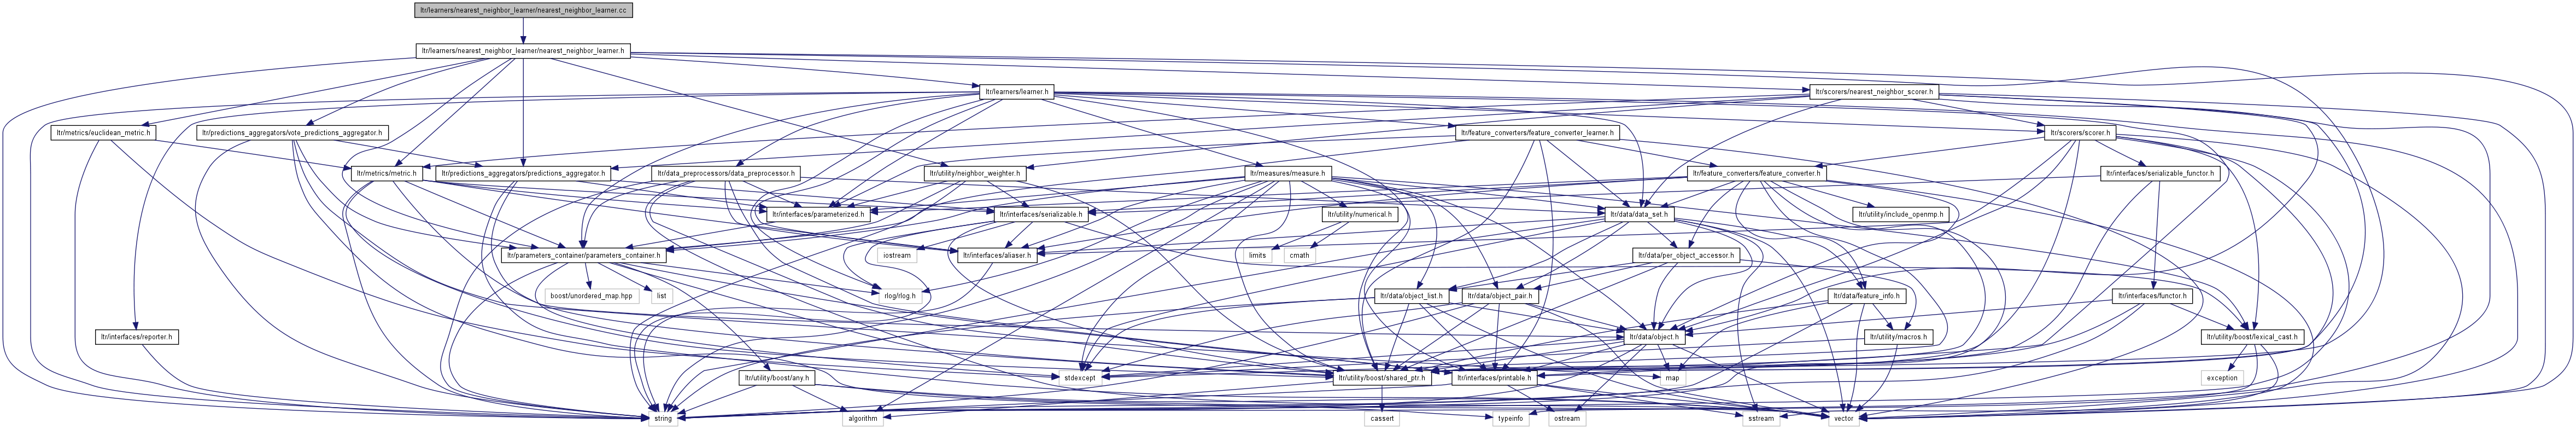 ltr/learners/nearest_neighbor_learner/nearest_neighbor_learner.cc
ltr/learners/nearest_neighbor_learner/nearest_neighbor_learner.h
ltr/learners/learner.h
ltr/scorers/nearest_neighbor_scorer.h
ltr/metrics/euclidean_metric.h
ltr/predictions_aggregators/vote_predictions_aggregator.h
ltr/feature_converters/feature_converter_learner.h
ltr/scorers/scorer.h
ltr/metrics/metric.h
ltr/predictions_aggregators/predictions_aggregator.h
ltr/data_preprocessors/data_preprocessor.h
ltr/utility/neighbor_weighter.h
ltr/measures/measure.h
ltr/feature_converters/feature_converter.h
ltr/interfaces/serializable_functor.h
ltr/interfaces/parameterized.h
ltr/interfaces/serializable.h
ltr/utility/numerical.h
ltr/data/data_set.h
ltr/utility/include_openmp.h
ltr/parameters_container/parameters_container.h
iostream
ltr/interfaces/aliaser.h
limits
cmath
ltr/data/per_object_accessor.h
boost/unordered_map.hpp
list
rlog/rlog.h
ltr/data/object_list.h
ltr/data/object_pair.h
ltr/data/feature_info.h
ltr/interfaces/functor.h
ltr/interfaces/reporter.h
ltr/data/object.h
ltr/utility/macros.h
ltr/utility/boost/lexical_cast.h
ltr/utility/boost/any.h
stdexcept
ltr/utility/boost/shared_ptr.h
ltr/interfaces/printable.h
map
exception
string
algorithm
cassert
typeinfo
ostream
sstream
vector